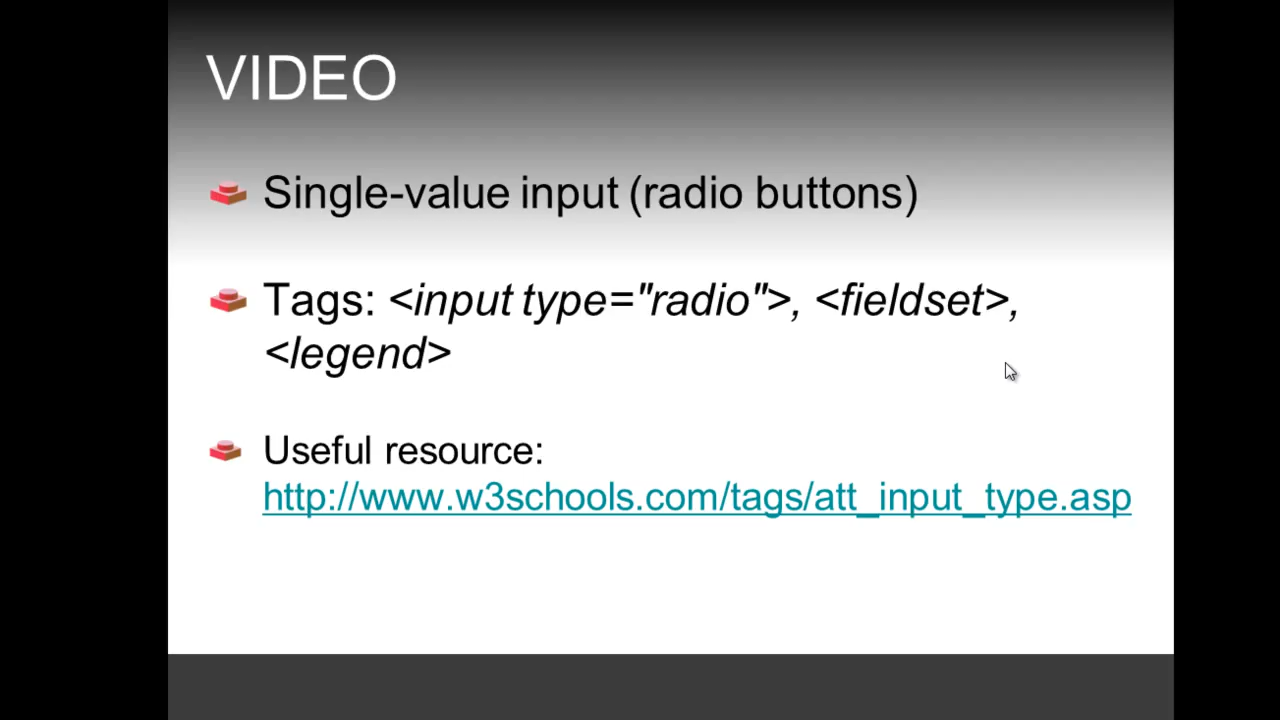 VIDEO
Single-value input (radio buttons)
Tags: <input type="radio">, <fieldset>,
<legend>
Useful resource:
http://www.w3schools.com/tags/att_input_type.asp